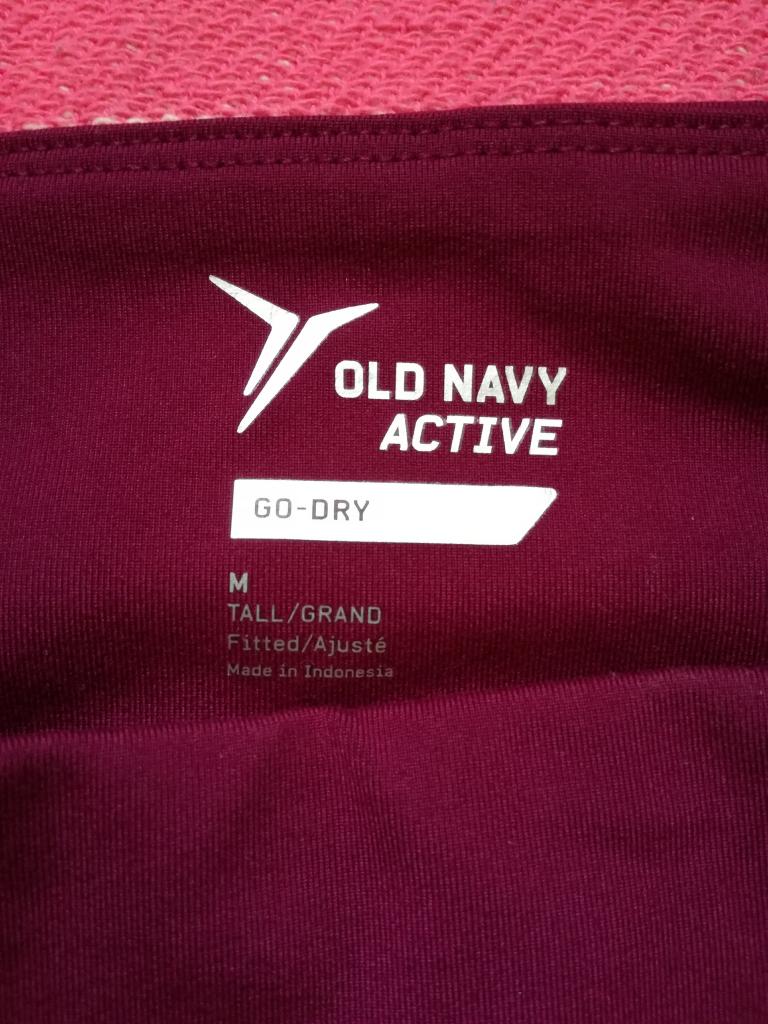 OLD NAVY
ACTIVE
GO-DRY
M
TALL/GRAND
Fitted/Ajusté
Made in Indonesia